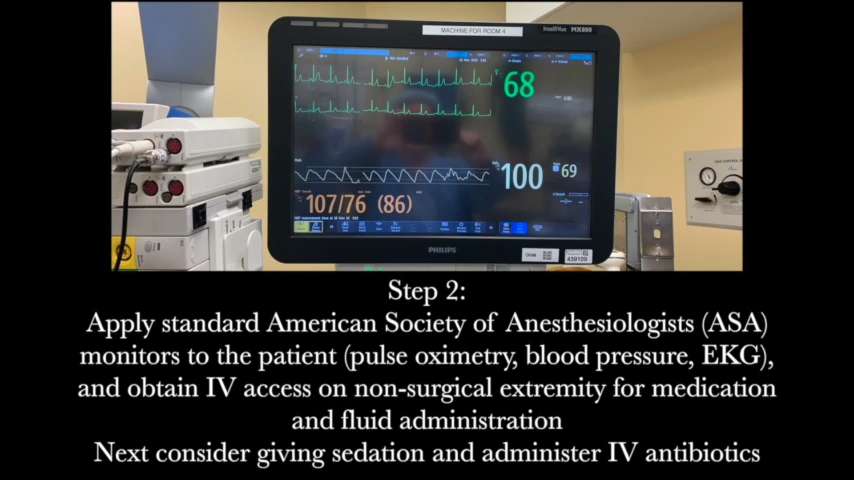 MACHINE FOR ROOM 4
IntelliVue MX800
68
100
69
107/76 (86)
PHILIPS
439109
Step 2:
Apply standard American Society of Anesthesiologists (ASA)
monitors to the patient (pulse oximetry, blood pressure, EKG),
and obtain IV access on non-surgical extremity for medication
and fluid administration
Next consider giving sedation and administer IV antibiotics